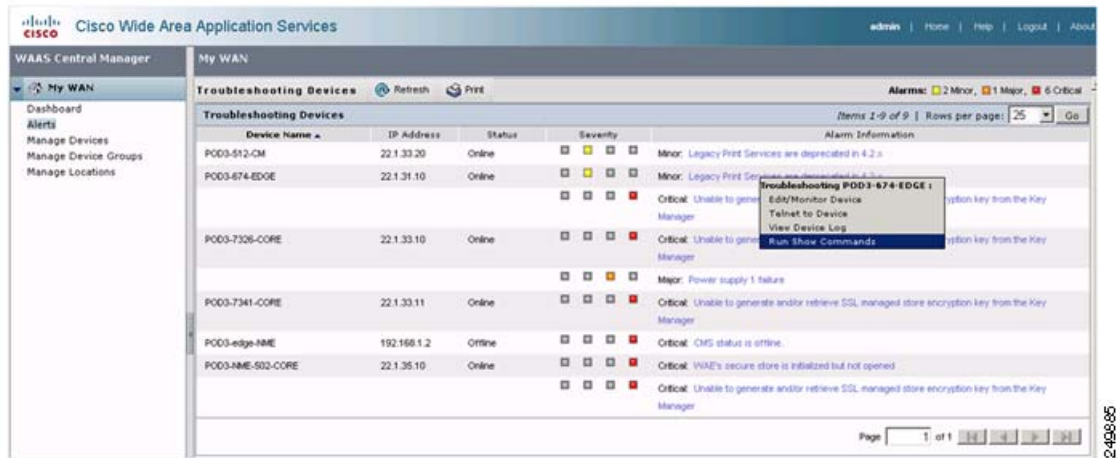 cisco Cisco Wide Area Application Services
admin | Home | Help | Logout | About
WAAS Central Manager
My WAN
My WAN
Dashboard
Alerts
Manage Devices
Manage Device Groups
Manage Locations
Troubleshooting Devices Refresh Print
Alarms: 2 Minor, 1 Major, 6 Critical
Troubleshooting Devices
Items 1-9 of 9 | Rows per page: 25 Go
Device Name IP Address Status Severity Alarm Information
POD3-512-CM 22.1.33.20 Online Minor: Legacy Print Services are deprecated in 4.2.x
POD3-674-EDGE 22.1.31.10 Online Minor: Legacy Print Services are deprecated in 4.2.x
Critical: Unable to gene
yption key from the Key
Manager
Troubleshooting POD3-674-EDGE :
Edit/Monitor Device
Telnet to Device
View Device Log
Run Show Commands
POD3-7326-CORE 22.1.33.10 Online Critical: Unable to gene
yption key from the Key
Manager
Major: Power supply 1 failure
POD3-7341-CORE 22.1.33.11 Online Critical: Unable to generate and/or retrieve SSL managed store encryption key from the Key
Manager
POD3-edge-NME 192.168.1.2 Offline Critical: CMS status is offline.
POD3-NME-502-CORE 22.1.35.10 Online Critical: WAE's secure store is initialized but not opened
Critical: Unable to generate and/or retrieve SSL managed store encryption key from the Key
Manager
Page 1 of 1
249885